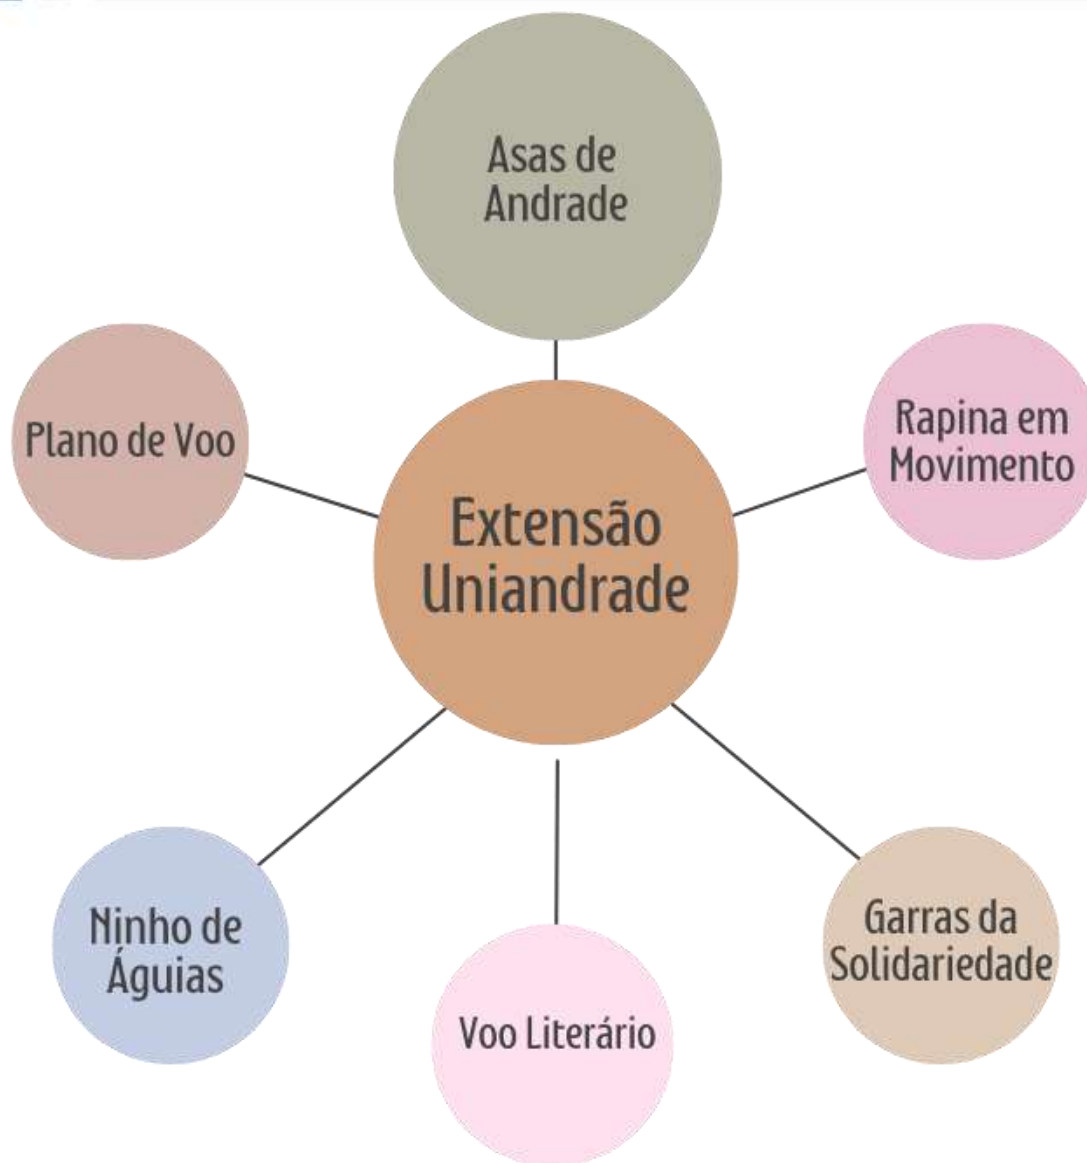 Asas de
Andrade
Plano de Voo
Rapina em
Movimento
Extensão
Uniandrade
Ninho de
Águias
Voo Literário
Garras da
Solidariedade